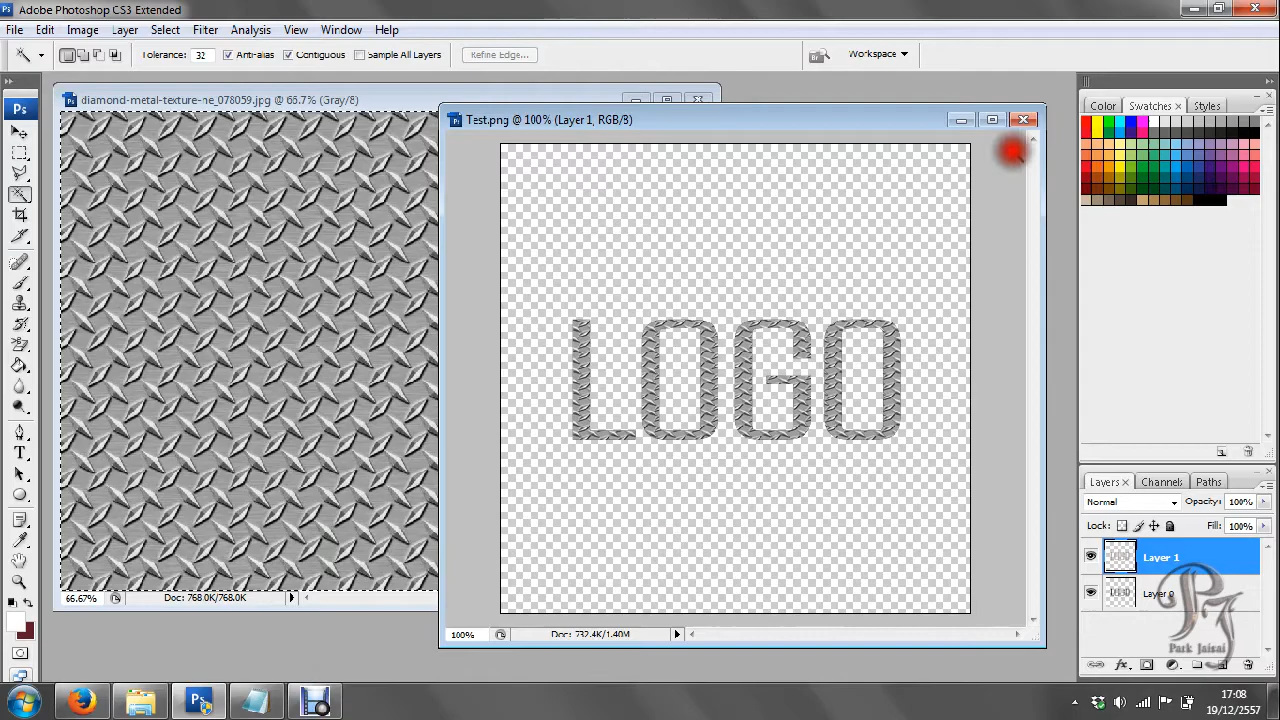 Adobe Photoshop CS3 Extended
File Edit Image Layer Select Filter Analysis View Window Help
Tolerance: 32 Anti-alias Contiguous Sample All Layers Refine Edge... Workspace
diamond-metal-texture-he_078059.jpg @ 66.7% (Gray/8)
Test.png @ 100% (Layer 1, RGB/8)
Color Swatches Styles
LOGO
Layers Channels Paths
Normal Opacity: 100%
Lock: Fill: 100%
Layer 1
Layer
Park Jaisai
66.67% Doc: 768.0K/768.0K
100% Doc: 732.4K/1.40M
17:08
19/12/2557